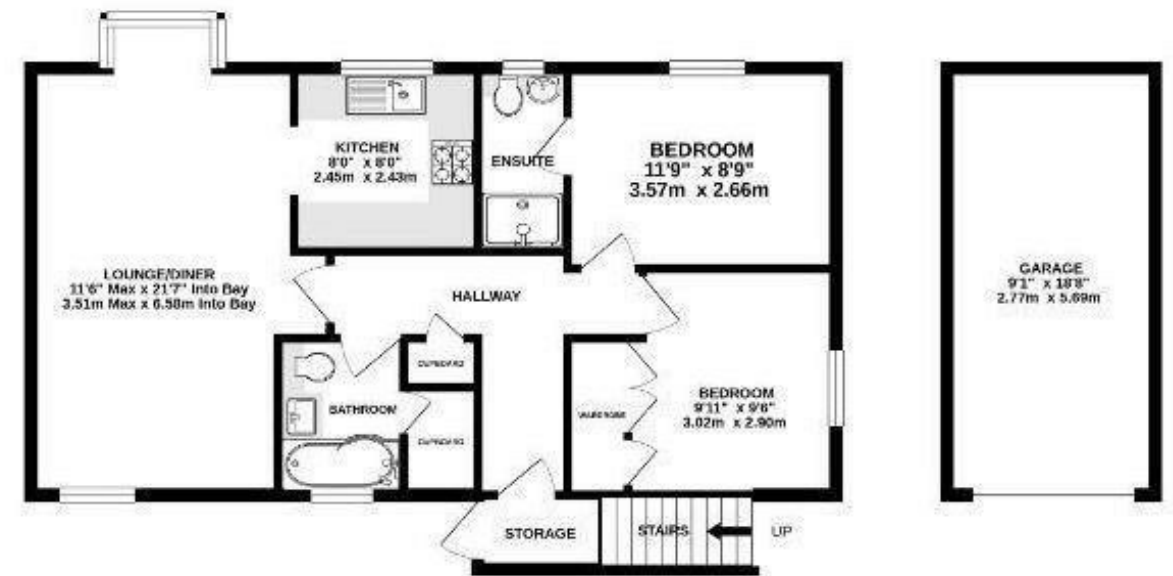 KITCHEN
8'0" x 8'0"
2.45m x 2.43m
ENSUITE
BEDROOM
11'9" x 8'9"
3.57m x 2.66m
LOUNGE/DINER
11'6" Max x 21'7" Into Bay
3.51m Max x 6.58m Into Bay
HALLWAY
GARAGE
9'1" x 18'8"
2.77m x 5.69m
CUPBOARD
BATHROOM
CUPBOARD
WARDROBE
BEDROOM
9'11" x 9'6"
3.02m x 2.90m
STORAGE
STAIRS
UP